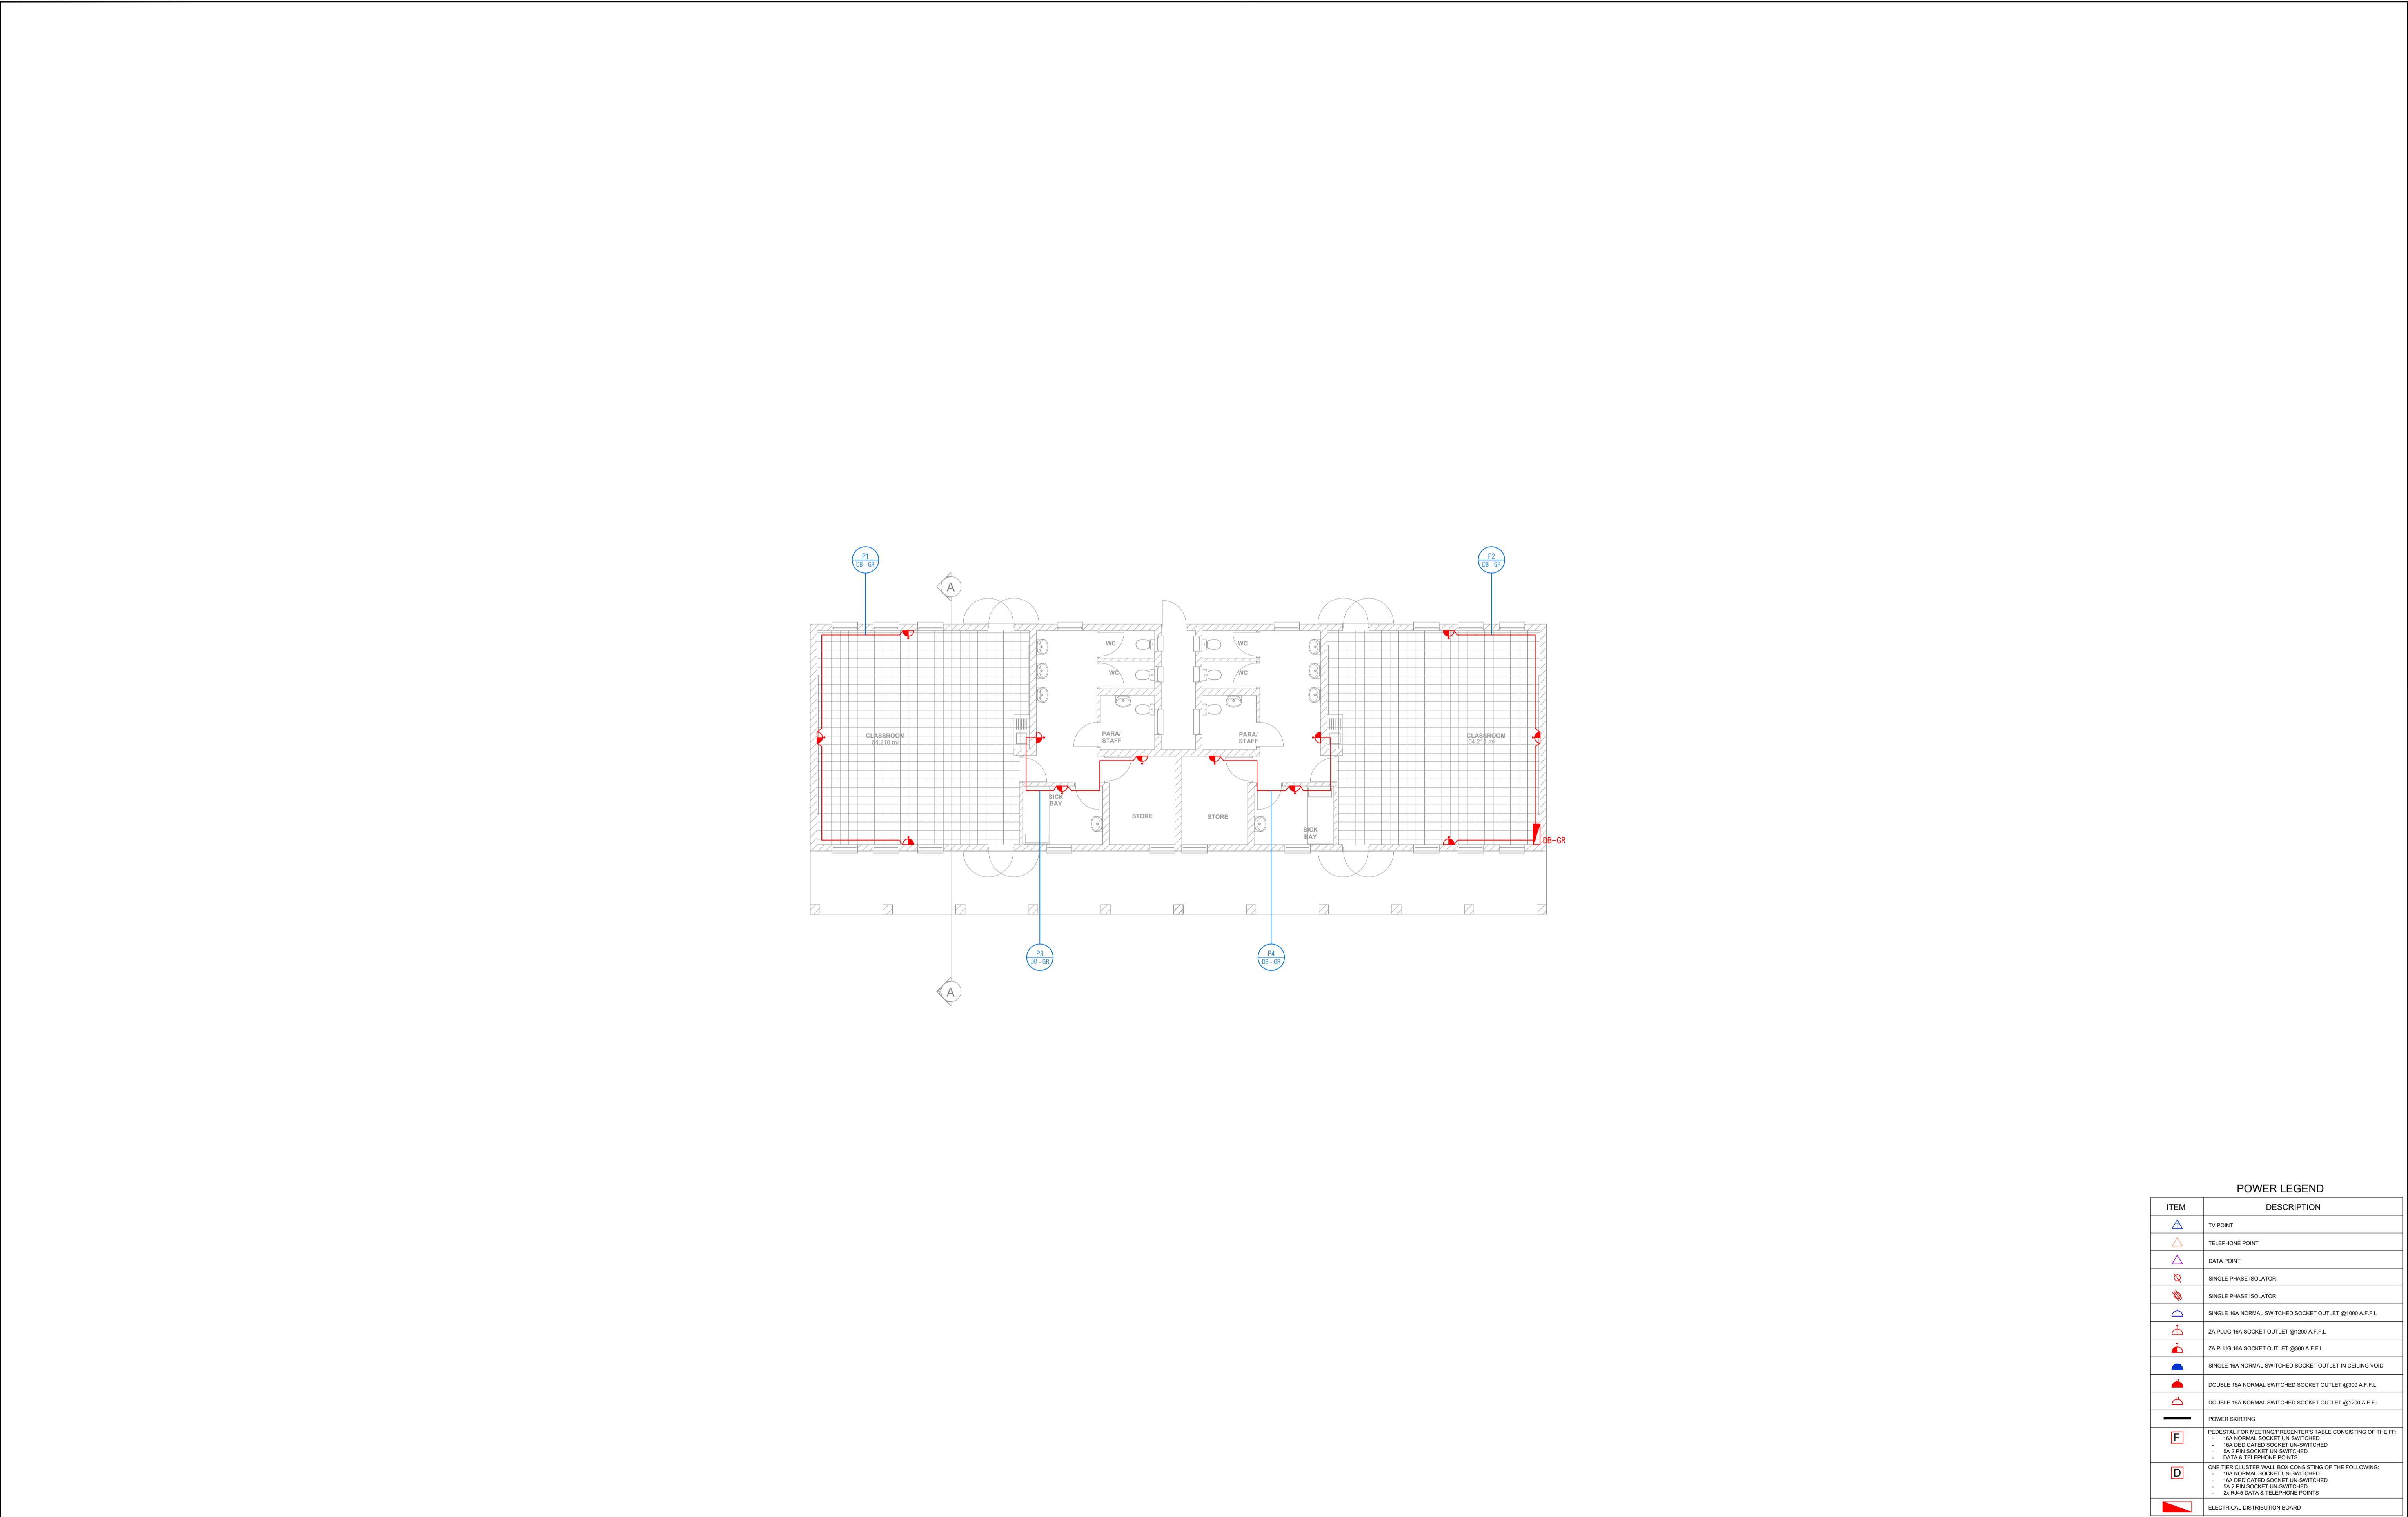 P1
DB - GR
P2
DB - GR
A
WC
WC
WC
WC
PARA/
STAFF
PARA/
STAFF
CLASSROOM
54,210 m²
CLASSROOM
54,210 m²
SICK
BAY
STORE
STORE
SICK
BAY
DB-GR
P3
DB - GR
P4
DB - GR
A
POWER LEGEND
ITEM DESCRIPTION
TV POINT
TELEPHONE POINT
DATA POINT
SINGLE PHASE ISOLATOR
SINGLE PHASE ISOLATOR
SINGLE 16A NORMAL SWITCHED SOCKET OUTLET @1000 A.F.F.L
ZA PLUG 16A SOCKET OUTLET @1200 A.F.F.L
ZA PLUG 16A SOCKET OUTLET @300 A.F.F.L
SINGLE 16A NORMAL SWITCHED SOCKET OUTLET IN CEILING VOID
DOUBLE 16A NORMAL SWITCHED SOCKET OUTLET @300 A.F.F.L
DOUBLE 16A NORMAL SWITCHED SOCKET OUTLET @1200 A.F.F.L
POWER SKIRTING
F PEDESTAL FOR MEETING/PRESENTER'S TABLE CONSISTING OF THE FF:
- 16A NORMAL SOCKET UN-SWITCHED
- 16A DEDICATED SOCKET UN-SWITCHED
- 5A 2 PIN SOCKET UN-SWITCHED
- DATA & TELEPHONE POINTS
D ONE TIER CLUSTER WALL BOX CONSISTING OF THE FOLLOWING:
- 16A NORMAL SOCKET UN-SWITCHED
- 16A DEDICATED SOCKET UN-SWITCHED
- 5A 2 PIN SOCKET UN-SWITCHED
- 2x RJ45 DATA & TELEPHONE POINTS
ELECTRICAL DISTRIBUTION BOARD